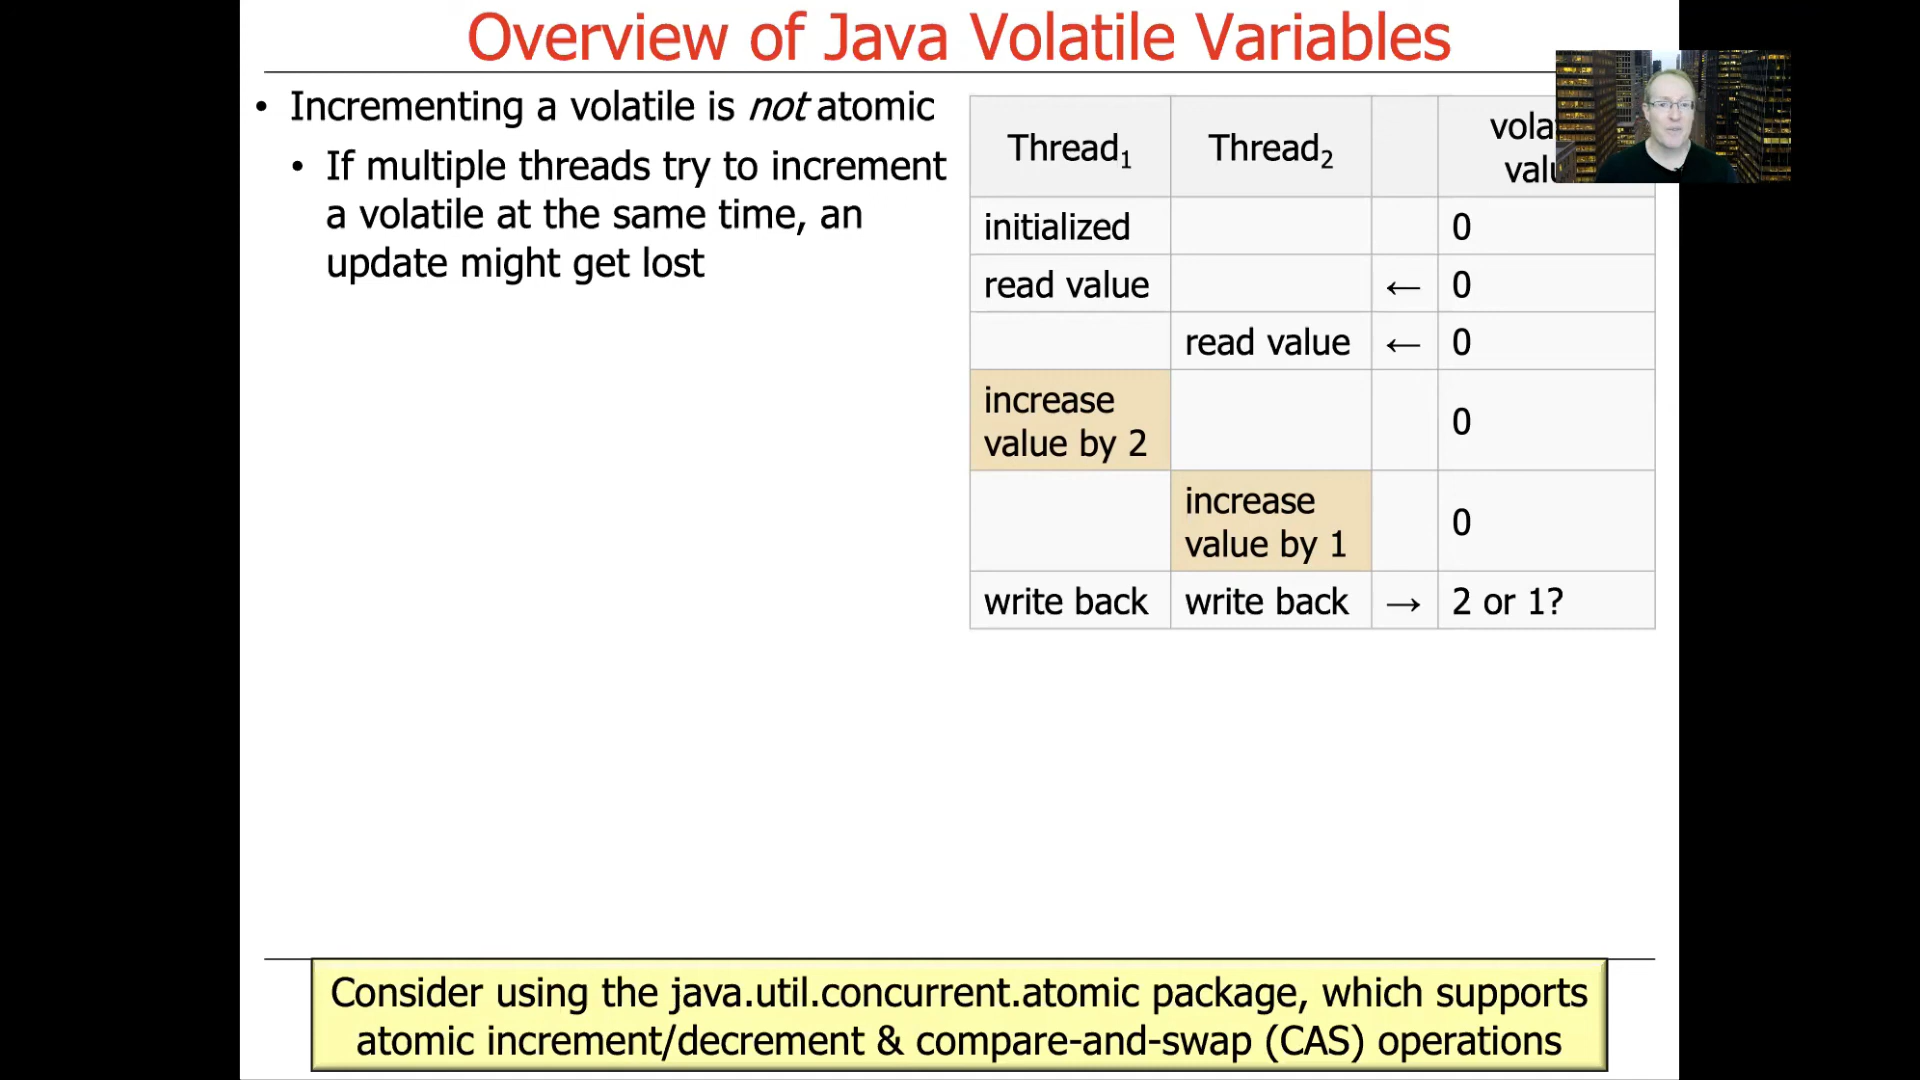 Overview of Java Volatile Variables
• Incrementing a volatile is not atomic
• If multiple threads try to increment
a volatile at the same time, an
update might get lost
Thread1 Thread2
initialized 0
read value ← 0
read value ← 0
increase
value by 2 0
increase
value by 1 0
write back write back → 2 or 1?
Consider using the java.util.concurrent.atomic package, which supports
atomic increment/decrement & compare-and-swap (CAS) operations